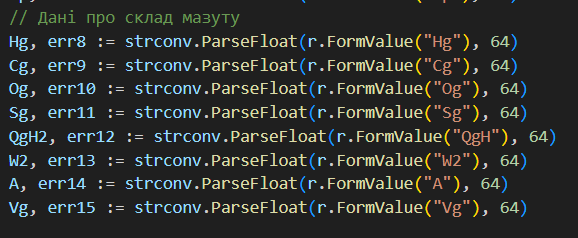 // Дані про склад мазуту
Hg, err8 := strconv.ParseFloat(r.FormValue("Hg"), 64)
Cg, err9 := strconv.ParseFloat(r.FormValue("Cg"), 64)
Og, err10 := strconv.ParseFloat(r.FormValue("Og"), 64)
Sg, err11 := strconv.ParseFloat(r.FormValue("Sg"), 64)
QgH2, err12 := strconv.ParseFloat(r.FormValue("QgH"), 64)
W2, err13 := strconv.ParseFloat(r.FormValue("W2"), 64)
A, err14 := strconv.ParseFloat(r.FormValue("A"), 64)
Vg, err15 := strconv.ParseFloat(r.FormValue("Vg"), 64)